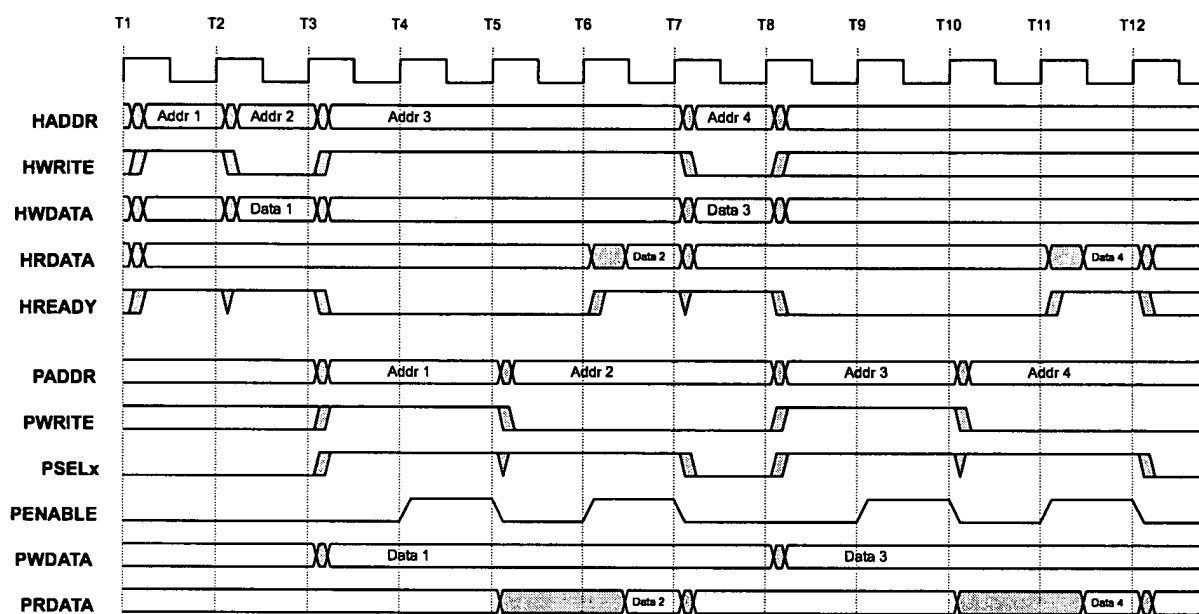 T1 T2 T3 T4 T5 T6 T7 T8 T9 T10 T11 T12
HADDR Addr 1 Addr 2 Addr 3 Addr 4
HWRITE
HWDATA Data 1 Data 3
HRDATA Data 2 Data 4
HREADY
PADDR Addr 1 Addr 2 Addr 3 Addr 4
PWRITE
PSELx
PENABLE
PWDATA Data 1 Data 3
PRDATA Data 2 Data 4